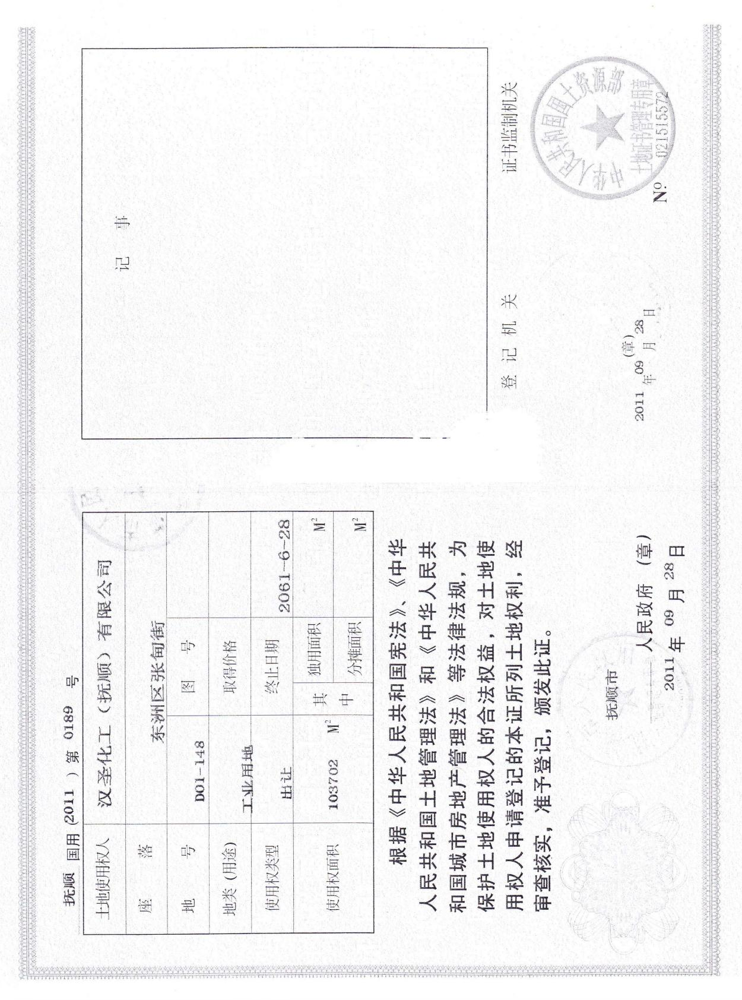 抚顺 国用(2011)第 0189 号
土地使用权人 汉圣化工(抚顺)有限公司
座落 东洲区张甸街
地号 D01-148 图号
地类(用途) 工业用地 取得价格
使用权类型 出让 终止日期 2061-6-28
使用权面积 103702 M² 其中 独用面积 M²
分摊面积 M²
根据《中华人民共和国宪法》、《中华
人民共和国土地管理法》和《中华人民共
和国城市房地产管理法》等法律法规，为
保护土地使用权人的合法权益，对土地使
用权人申请登记的本证所列土地权利，经
审查核实，准予登记，颁发此证。
抚顺市
人民政府(章)
2011年 09 月 28 日
记 事
登 记 机 关
(章)
2011 年 09 月 28 日
证书监制机关
中华人民共和国国土资源部
土地证书管理专用章
№ 021515572